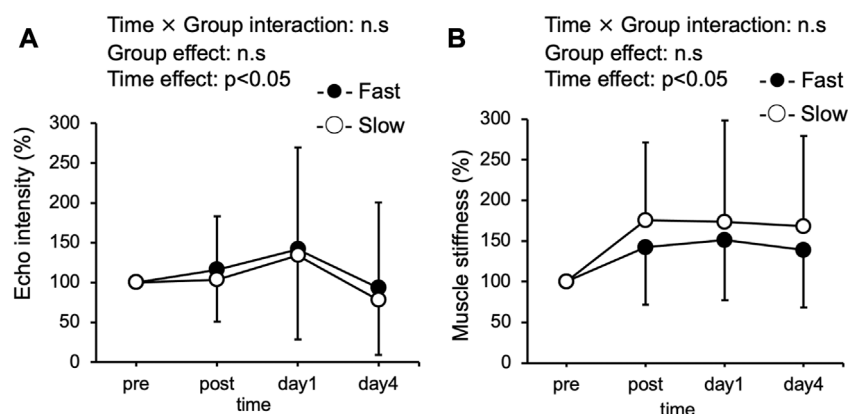 A
Time × Group interaction: n.s
Group effect: n.s
Time effect: p<0.05
-●- Fast
-○- Slow
Echo intensity (%)
300
250
200
150
100
50
0
pre post day1 day4
time
B
Time × Group interaction: n.s
Group effect: n.s
Time effect: p<0.05
-●- Fast
-○- Slow
Muscle stiffness (%)
300
250
200
150
100
50
0
pre post day1 day4
time